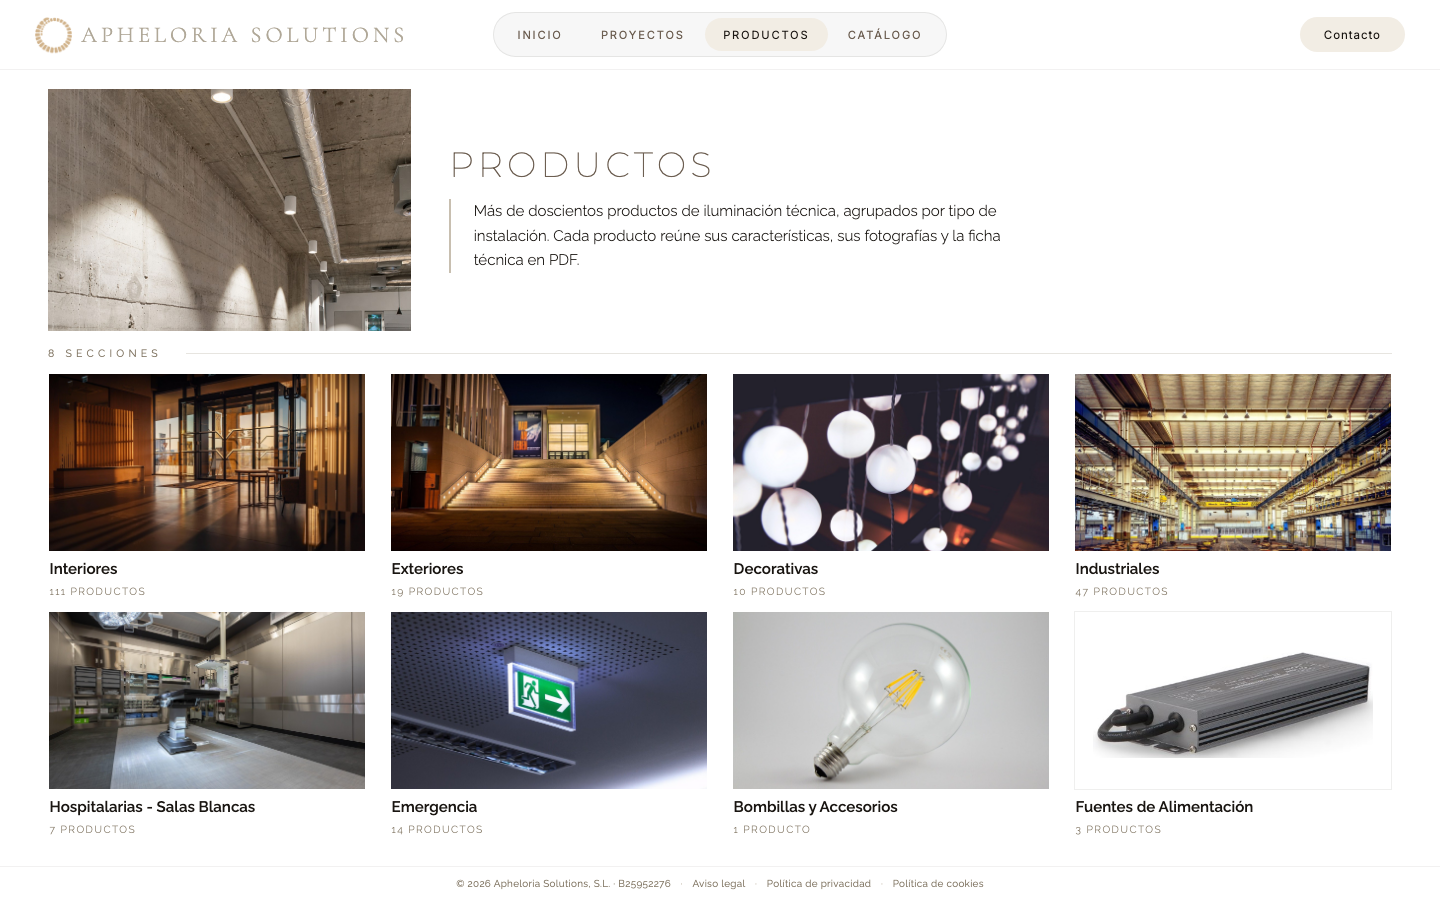 APHELORIA SOLUTIONS
INICIO
PROYECTOS
PRODUCTOS
CATÁLOGO
Contacto
PRODUCTOS
Más de doscientos productos de iluminación técnica, agrupados por tipo de
instalación. Cada producto reúne sus características, sus fotografías y la ficha
técnica en PDF.
8 SECCIONES
Interiores
111 PRODUCTOS
Exteriores
19 PRODUCTOS
Decorativas
10 PRODUCTOS
Industriales
47 PRODUCTOS
Hospitalarias - Salas Blancas
7 PRODUCTOS
Emergencia
14 PRODUCTOS
Bombillas y Accesorios
1 PRODUCTO
Fuentes de Alimentación
3 PRODUCTOS
© 2026 Apheloria Solutions, S.L. · B25952276 · Aviso legal · Política de privacidad · Política de cookies